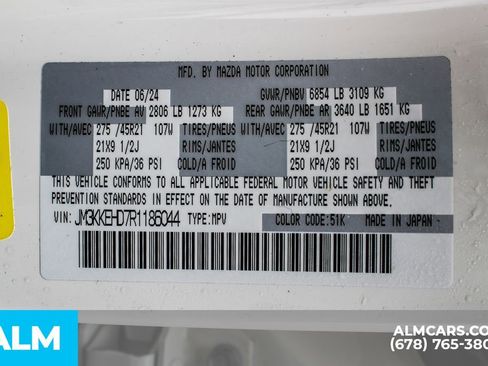 MFD. BY MAZDA MOTOR CORPORATION
DATE 06/24 GVWR/PNBV 6854 LB 3109 KG
FRONT GAWR/PNBE AV 2806 LB 1273 KG REAR GAWR/PNBE AR 3640 LB 1651 KG
WITH/AVEC 275 /45R21 107W TIRES/PNEUS WITH/AVEC 275 /45R21 107W TIRES/PNEUS
21X9 1/2J RIMS/JANTES 21X9 1/2J RIMS/JANTES
250 KPA/36 PSI COLD/A FROID 250 KPA/36 PSI COLD/A FROID
THIS VEHICLE CONFORMS TO ALL APPLICABLE FEDERAL MOTOR VEHICLE SAFETY AND THEFT
PREVENTION STANDARDS IN EFFECT ON THE DATE OF MANUFACTURE SHOWN ABOVE.
VIN: JM3KKEHD7R1186044 TYPE:MPV COLOR CODE:51K MADE IN JAPAN
ALM
ALMCARS.CO
(678) 765-380